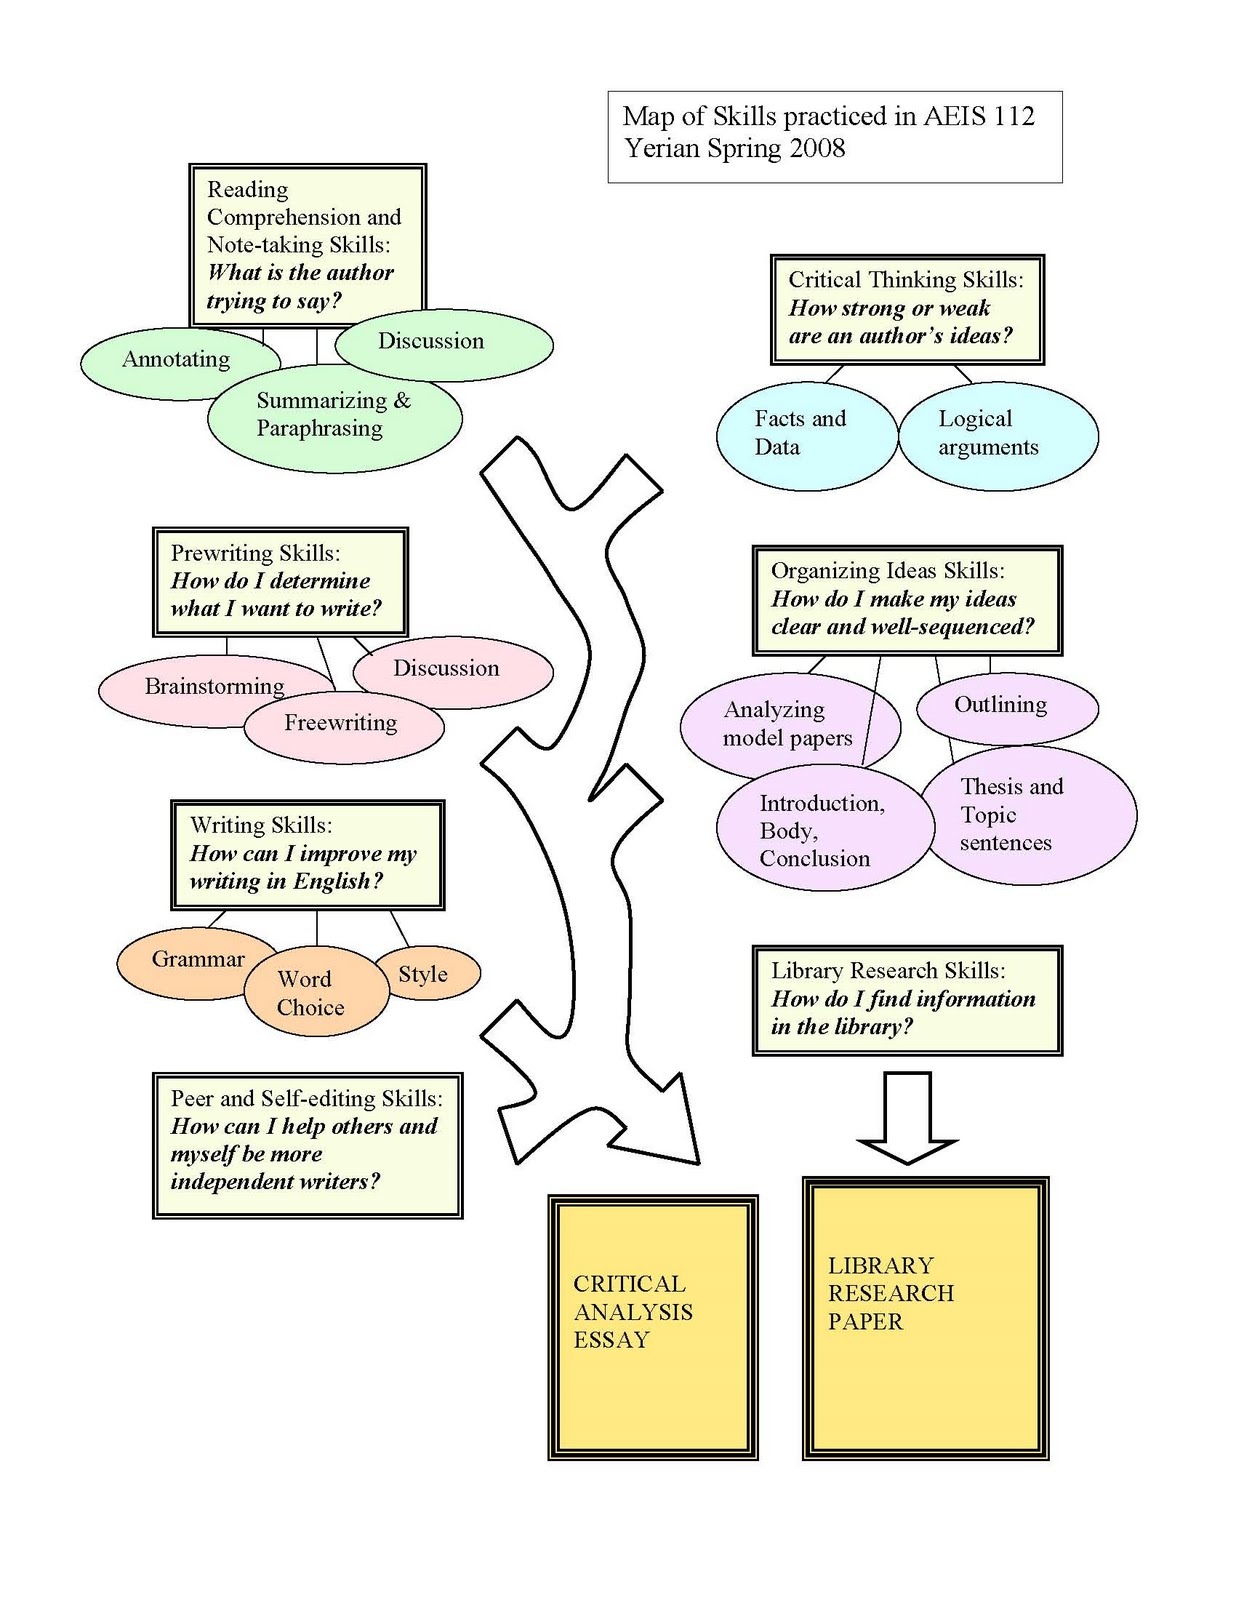 Map of Skills practiced in AEIS 112
Yerian Spring 2008
Reading
Comprehension and
Note-taking Skills:
What is the author
trying to say?
Annotating
Discussion
Summarizing &
Paraphrasing
Critical Thinking Skills:
How strong or weak
are an author's ideas?
Facts and
Data
Logical
arguments
Prewriting Skills:
How do I determine
what I want to write?
Brainstorming
Discussion
Freewriting
Organizing Ideas Skills:
How do I make my ideas
clear and well-sequenced?
Analyzing
model papers
Outlining
Introduction,
Body,
Conclusion
Thesis and
Topic
sentences
Writing Skills:
How can I improve my
writing in English?
Grammar
Word
Choice
Style
Library Research Skills:
How do I find information
in the library?
Peer and Self-editing Skills:
How can I help others and
myself be more
independent writers?
CRITICAL
ANALYSIS
ESSAY
LIBRARY
RESEARCH
PAPER